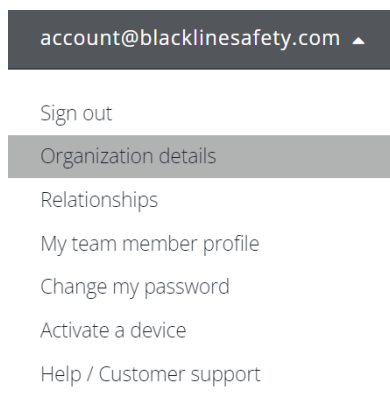 account@blacklinesafety.com
Sign out
Organization details
Relationships
My team member profile
Change my password
Activate a device
Help / Customer support